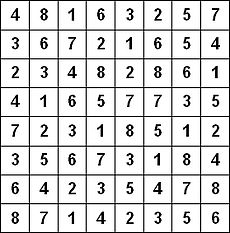 4 8 1 6 3 2 5 7
3 6 7 2 1 6 5 4
2 3 4 8 2 8 6 1
4 1 6 5 7 7 3 5
7 2 3 1 8 5 1 2
3 5 6 7 3 1 8 4
6 4 2 3 5 4 7 8
8 7 1 4 2 3 5 6